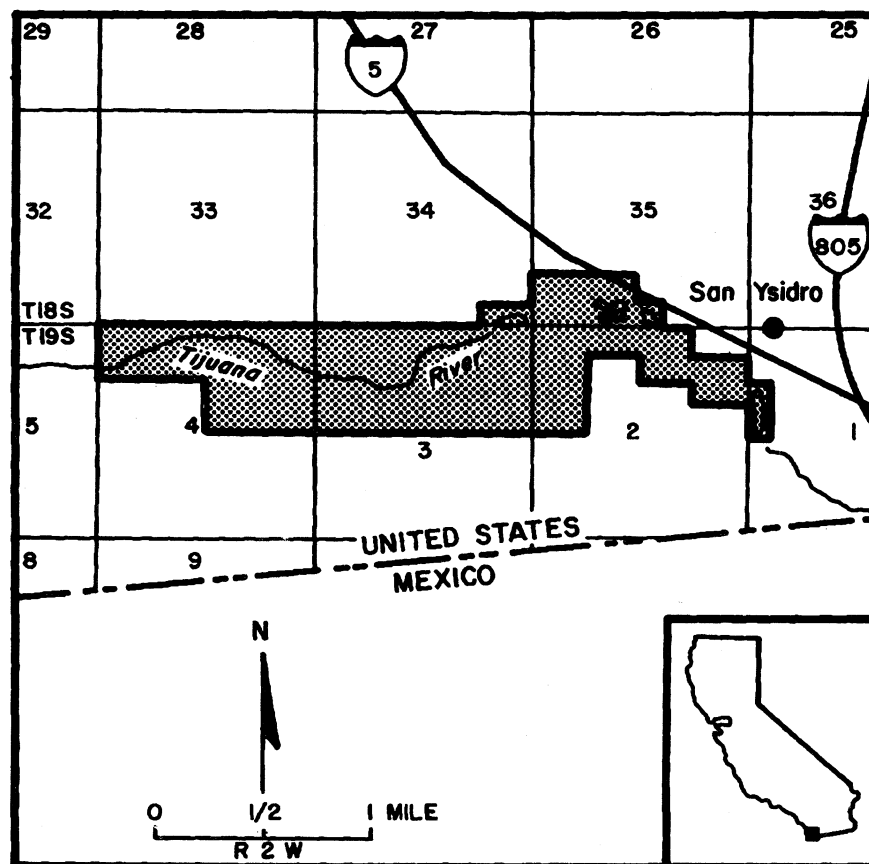 29 28 27 26 25
5
32 33 34 35 36
805
San Ysidro
T18S
T19S
Tijuana River
5 4 3 2 1
UNITED STATES
8 9
MEXICO
N
0 1/2 1 MILE
R 2 W